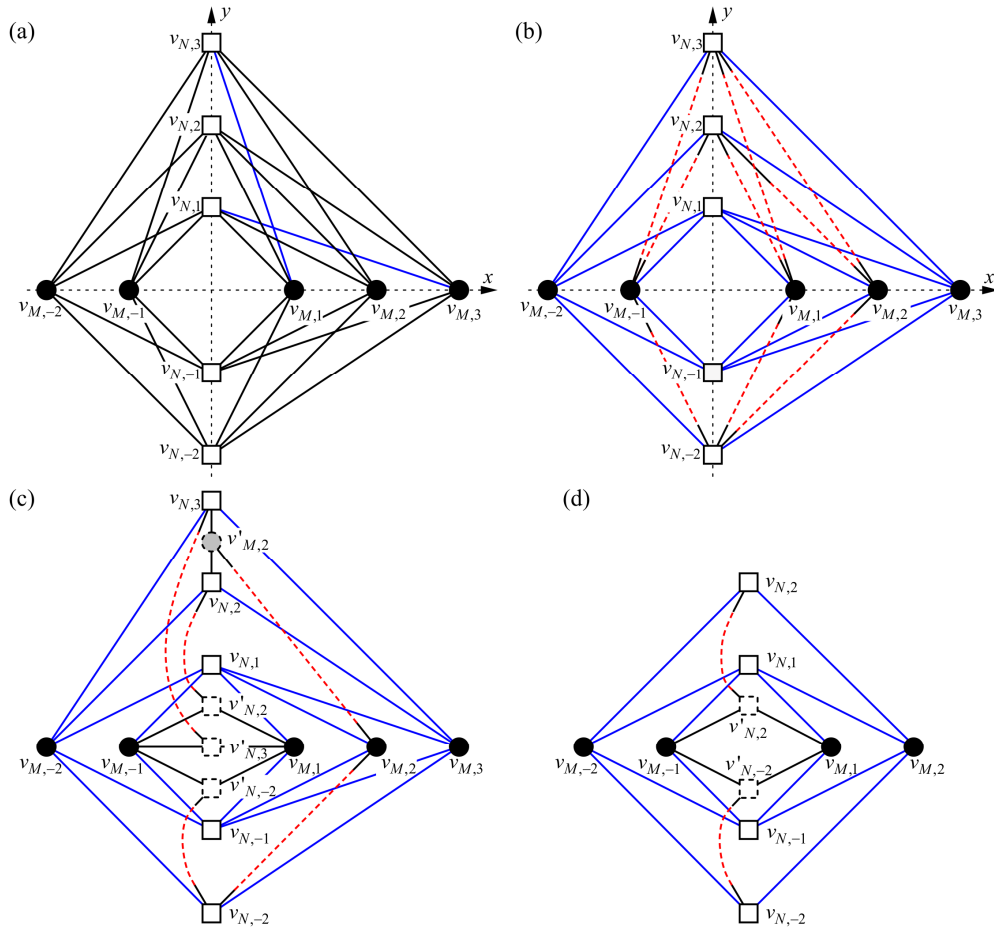 (a)
y
v_{N,3}
v_{N,2}
v_{N,1}
x
v_{M,–2}
v_{M,–1}
v_{M,1}
v_{M,2}
v_{M,3}
v_{N,–1}
v_{N,–2}
(b)
y
v_{N,3}
v_{N,2}
v_{N,1}
x
v_{M,–2}
v_{M,–1}
v_{M,1}
v_{M,2}
v_{M,3}
v_{N,–1}
v_{N,–2}
(c)
v_{N,3}
v'_{M,2}
v_{N,2}
v_{N,1}
v'_{N,2}
v'_{N,3}
v_{M,–2}
v_{M,–1}
v_{M,1}
v_{M,2}
v_{M,3}
v'_{N,–2}
v_{N,–1}
v_{N,–2}
(d)
v_{N,2}
v_{N,1}
v'_{N,2}
v_{M,–2}
v_{M,–1}
v'_{N,–2}
v_{M,1}
v_{M,2}
v_{N,–1}
v_{N,–2}